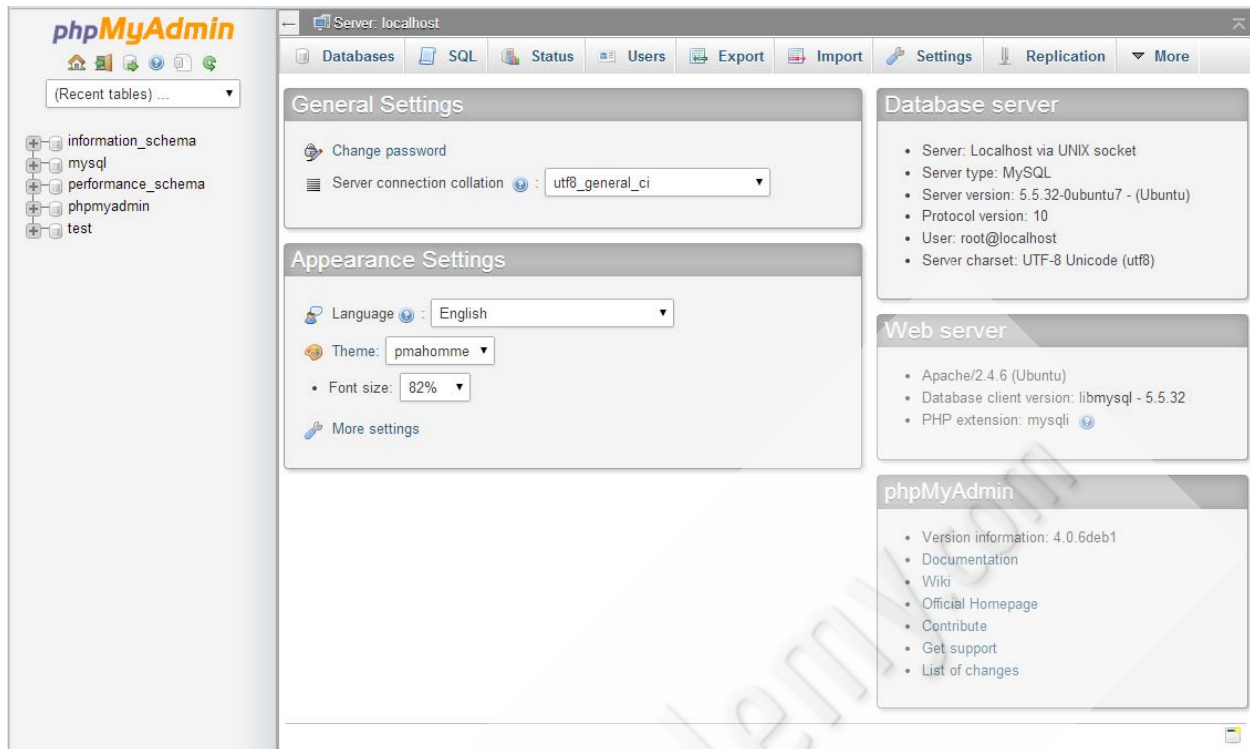 phpMyAdmin
(Recent tables) ...
information_schema
mysql
performance_schema
phpmyadmin
test
Server: localhost
Databases SQL Status Users Export Import Settings Replication More
General Settings
Change password
Server connection collation : utf8_general_ci
Appearance Settings
Language : English
Theme: pmahomme
Font size: 82%
More settings
Database server
Server: Localhost via UNIX socket
Server type: MySQL
Server version: 5.5.32-0ubuntu7 - (Ubuntu)
Protocol version: 10
User: root@localhost
Server charset: UTF-8 Unicode (utf8)
Web server
Apache/2.4.6 (Ubuntu)
Database client version: libmysql - 5.5.32
PHP extension: mysqli
phpMyAdmin
Version information: 4.0.6deb1
Documentation
Wiki
Official Homepage
Contribute
Get support
List of changes